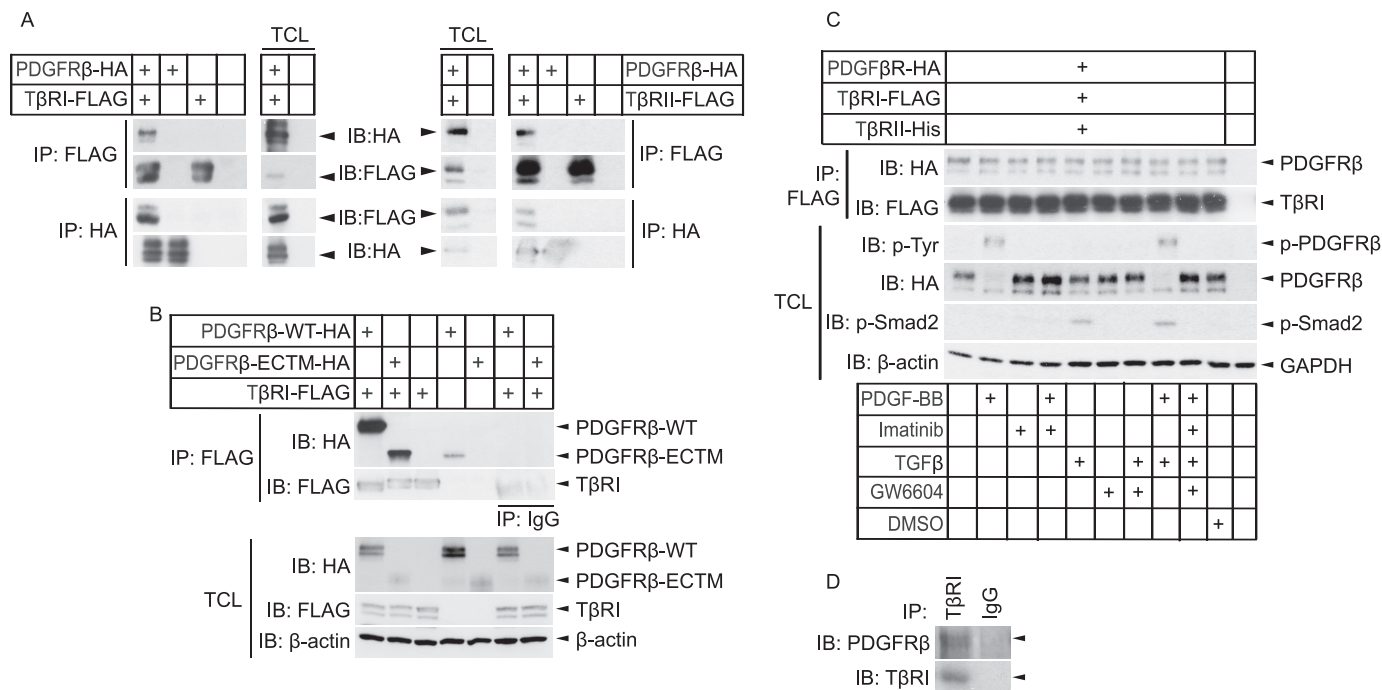 A
TCL
TCL
PDGFRβ-HA + +
+
+
+ + PDGFRβ-HA
TβRI-FLAG + +
+
+
+ + TβRII-FLAG
IP: FLAG
IB:HA
IB:FLAG
IP: FLAG
IP: HA
IB:FLAG
IB:HA
IP: HA
B
PDGFRβ-WT-HA + + +
PDGFRβ-ECTM-HA + + +
TβRI-FLAG + + + + +
IP: FLAG
IB: HA
PDGFRβ-WT
PDGFRβ-ECTM
IB: FLAG
TβRI
IP: IgG
TCL
IB: HA
PDGFRβ-WT
PDGFRβ-ECTM
IB: FLAG
TβRI
IB: β-actin
β-actin
C
PDGFβR-HA +
TβRI-FLAG +
TβRII-His +
IP: FLAG
IB: HA
PDGFRβ
IB: FLAG
TβRI
TCL
IB: p-Tyr
p-PDGFRβ
IB: HA
PDGFRβ
IB: p-Smad2
p-Smad2
IB: β-actin
GAPDH
PDGF-BB + + + +
Imatinib + + +
TGFβ + + + +
GW6604 + + +
DMSO +
D
IP: TβRI IgG
IB: PDGFRβ
IB: TβRI